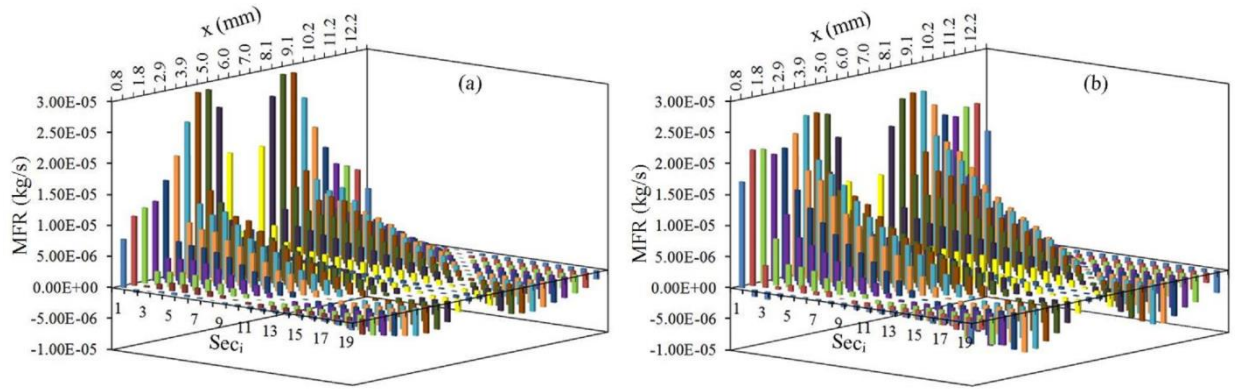 x (mm)
0.8 1.8 2.9 3.9 5.0 6.0 7.0 8.1 9.1 10.2 11.2 12.2
(a)
MFR (kg/s)
3.00E-05
2.50E-05
2.00E-05
1.50E-05
1.00E-05
5.00E-06
0.00E+00
-5.00E-06
-1.00E-05
1 3 5 7 9 11 13 15 17 19
Secᵢ
x (mm)
0.8 1.8 2.9 3.9 5.0 6.0 7.0 8.1 9.1 10.2 11.2 12.2
(b)
MFR (kg/s)
3.00E-05
2.50E-05
2.00E-05
1.50E-05
1.00E-05
5.00E-06
0.00E+00
-5.00E-06
-1.00E-05
1 3 5 7 9 11 13 15 17 19
Secᵢ